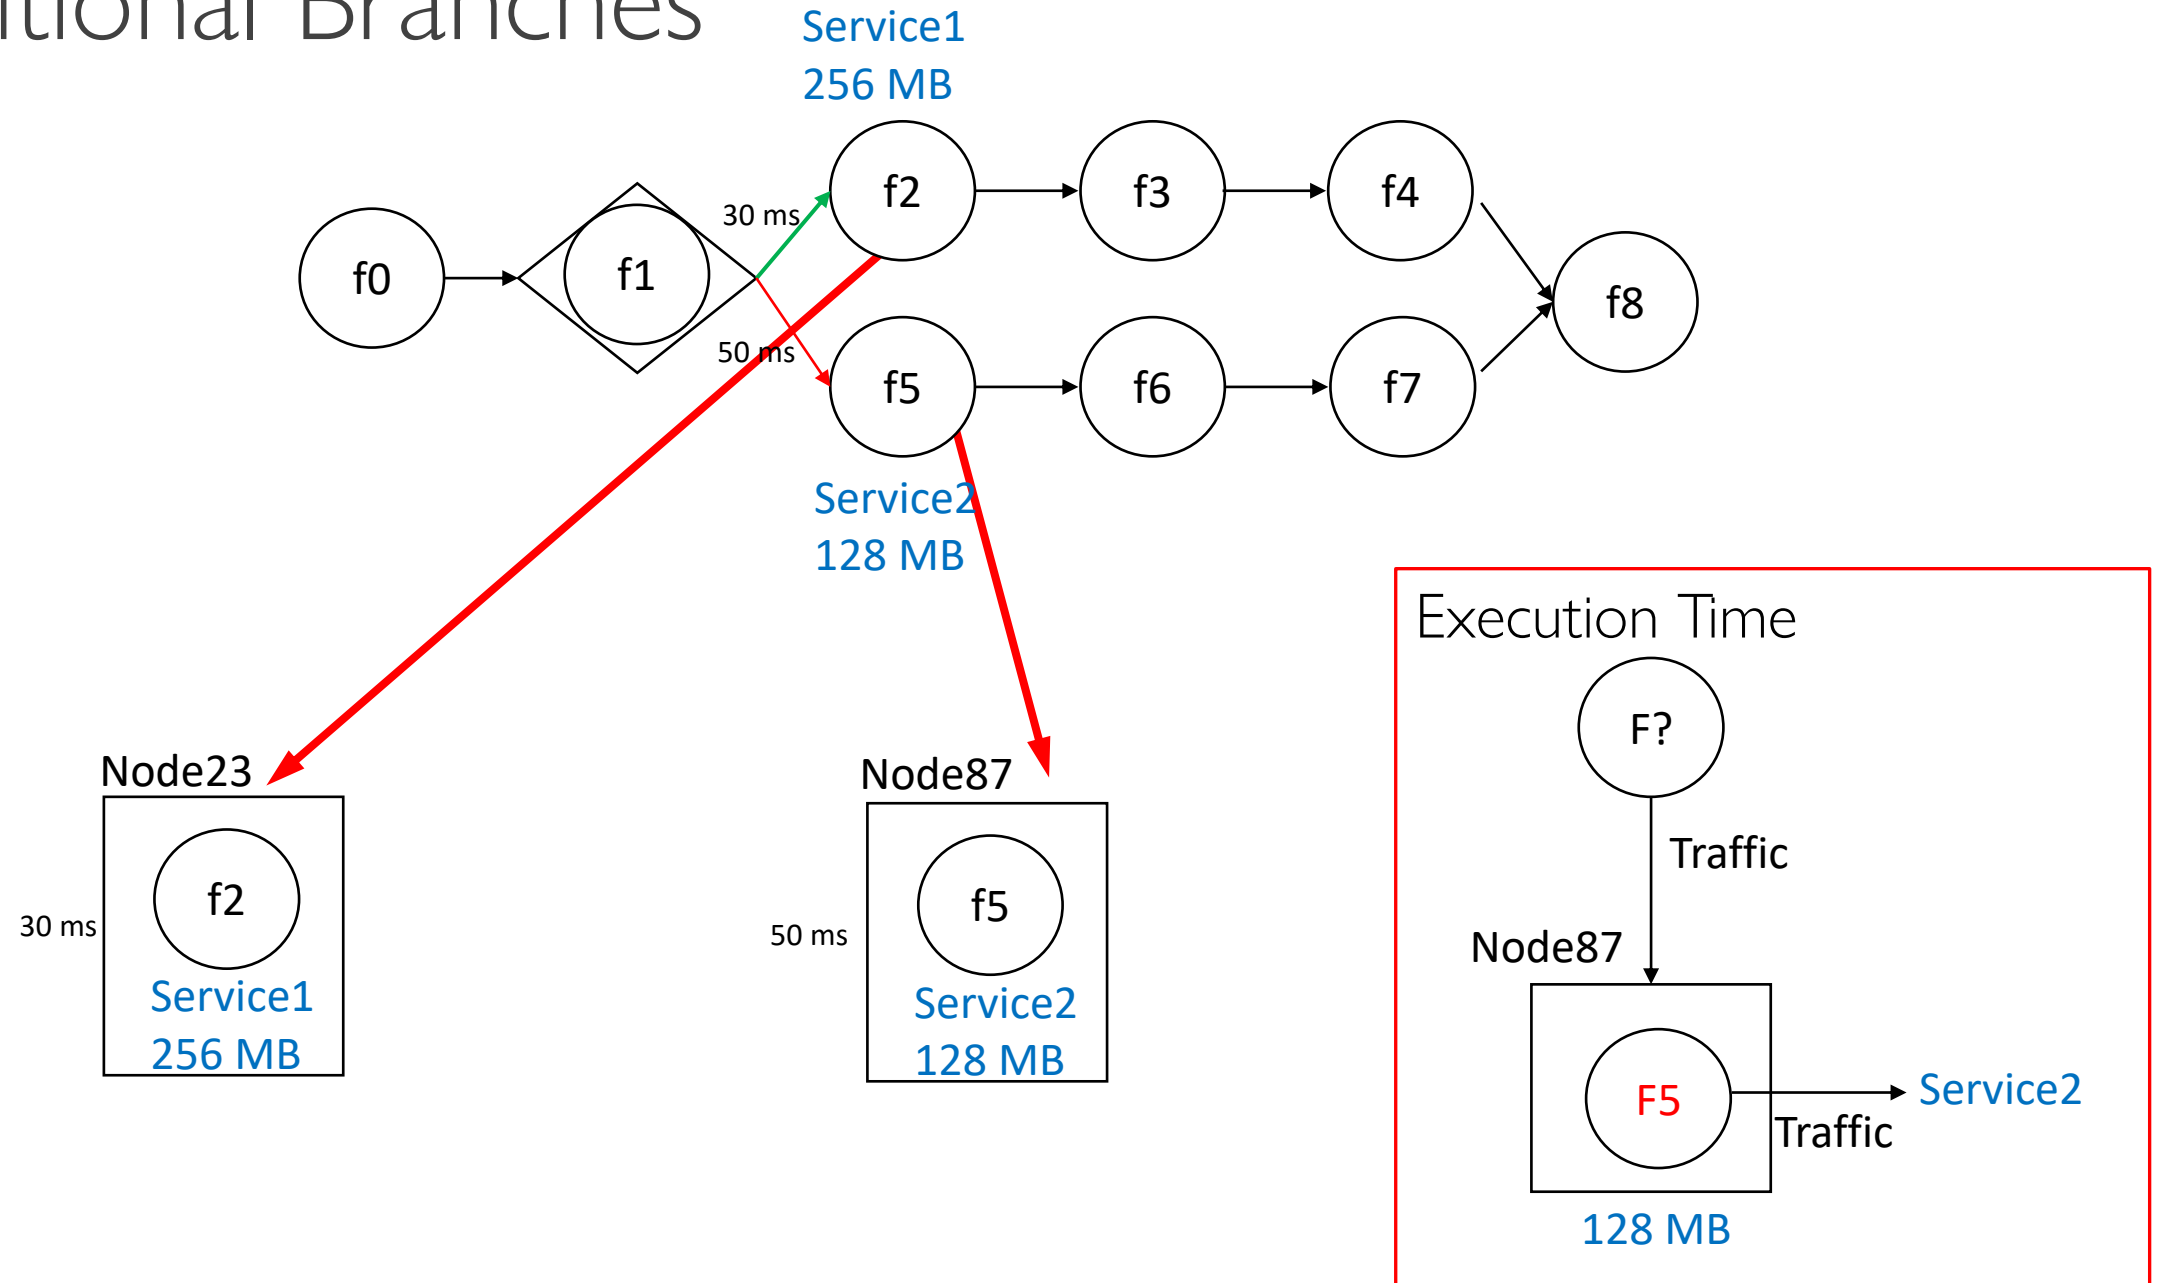 itional Branches
Service1
256 MB
30 ms
f2
f3
f4
f0
f1
f8
50 ms
f5
f6
f7
Service2
128 MB
Node23
f2
30 ms
Service1
256 MB
Node87
f5
50 ms
Service2
128 MB
Execution Time
F?
Traffic
Node87
F5
Service2
Traffic
128 MB